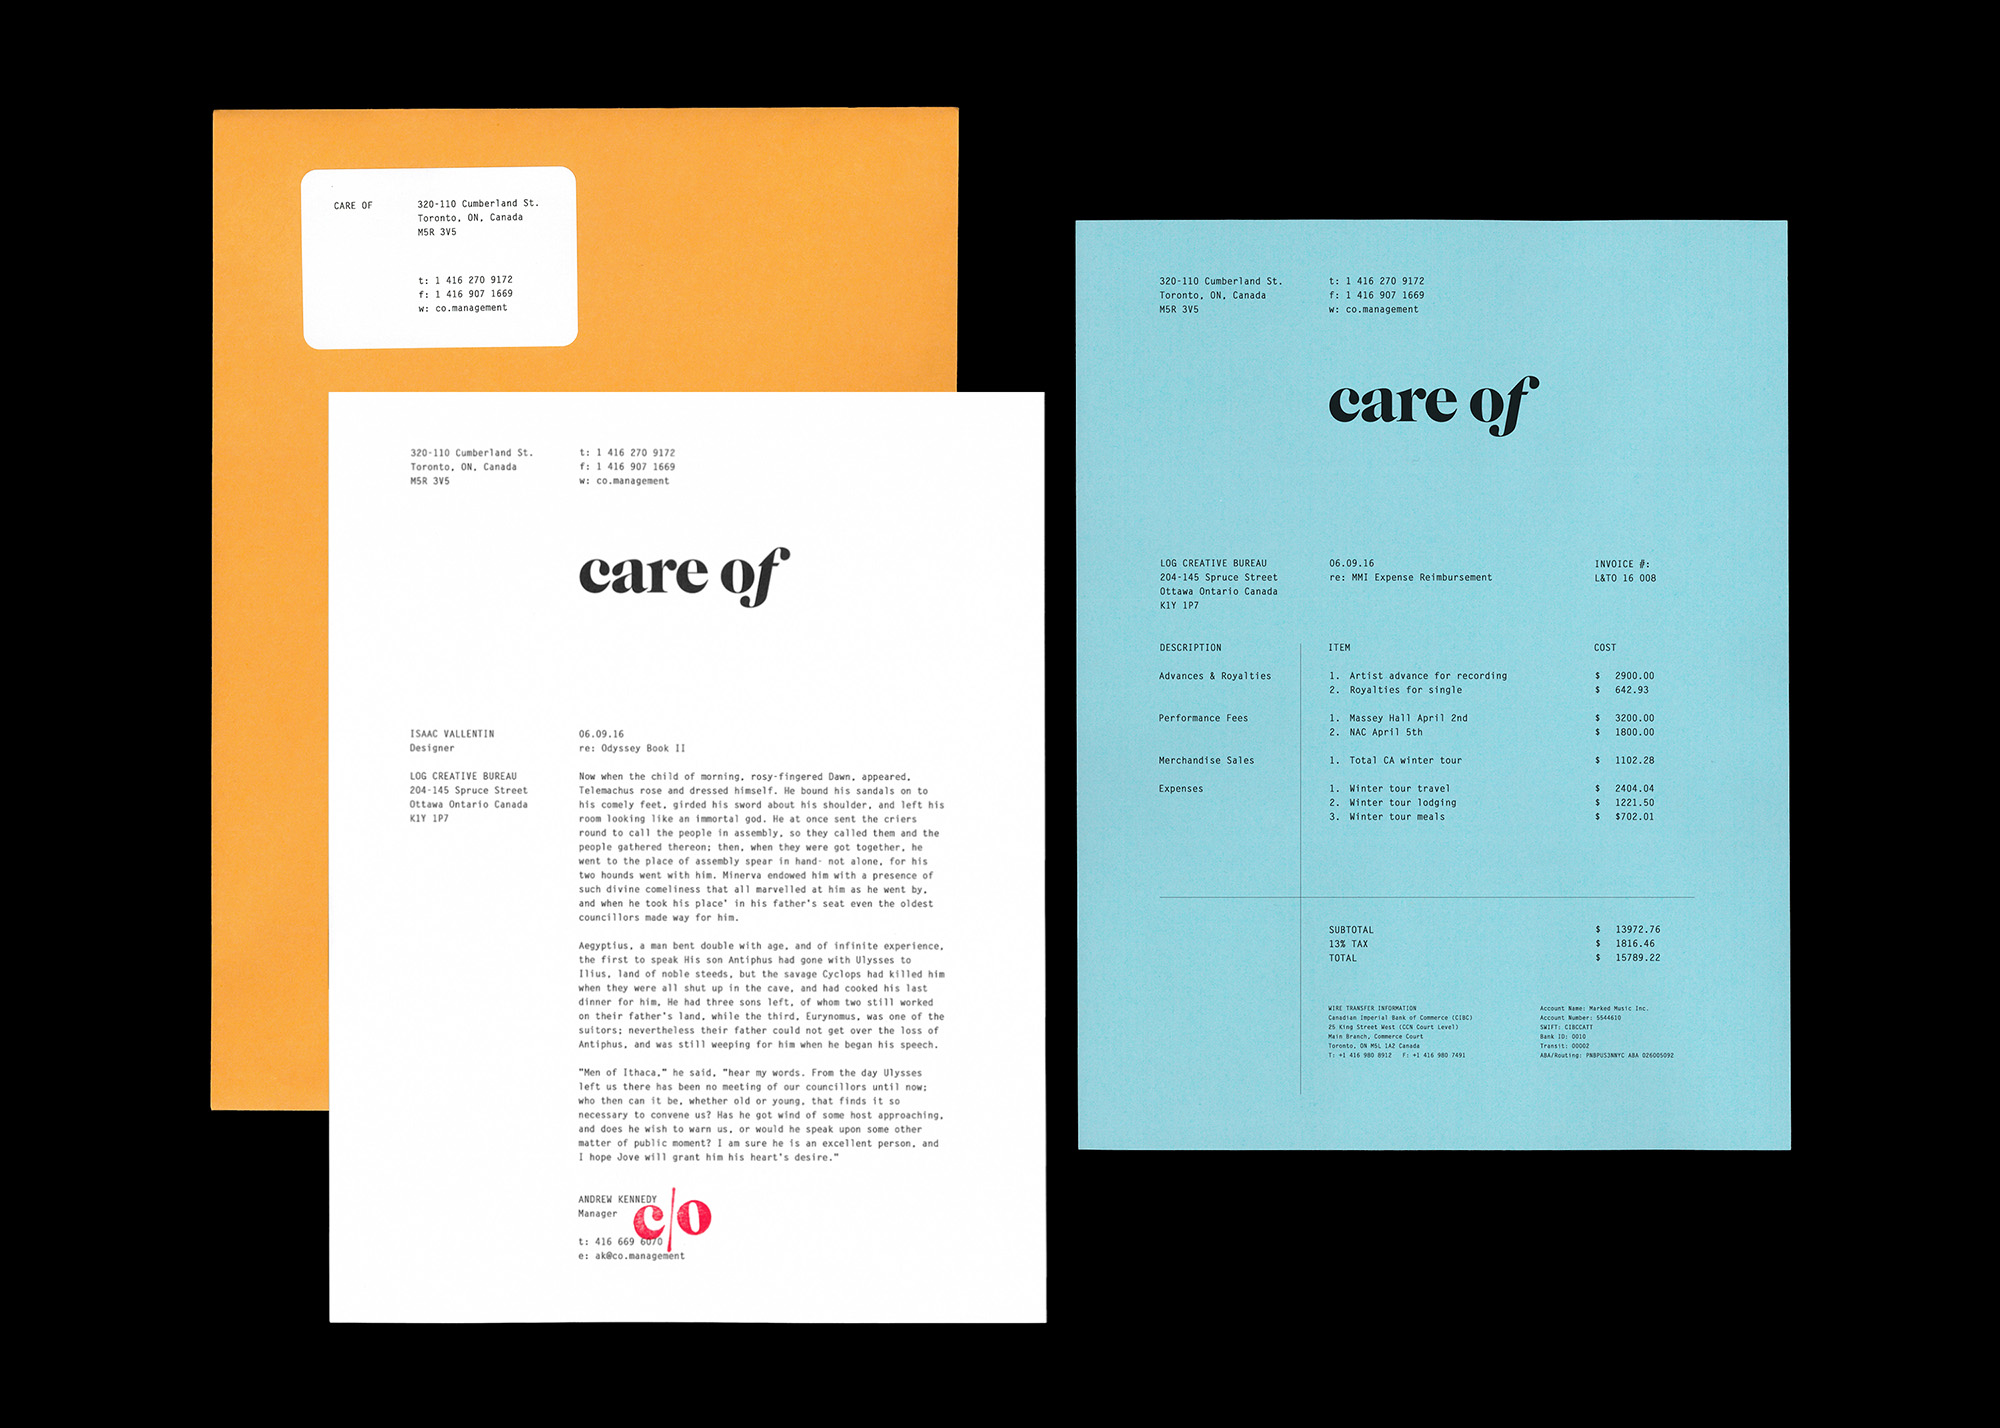 CARE OF
320-110 Cumberland St.
Toronto, ON, Canada
M5R 3V5
t: 1 416 270 9172
f: 1 416 907 1669
w: co.management
320-110 Cumberland St.
Toronto, ON, Canada
M5R 3V5
t: 1 416 270 9172
f: 1 416 907 1669
w: co.management
care of
ISAAC VALLENTIN
Designer
LOG CREATIVE BUREAU
204-145 Spruce Street
Ottawa Ontario Canada
K1Y 1P7
06.09.16
re: Odyssey Book II
Now when the child of morning, rosy-fingered Dawn, appeared,
Telemachus rose and dressed himself. He bound his sandals on to
his comely feet, girded his sword about his shoulder, and left his
room looking like an immortal god. He at once sent the criers
round to call the people in assembly, so they called them and the
people gathered thereon; then, when they were got together, he
went to the place of assembly spear in hand- not alone, for his
two hounds went with him. Minerva endowed him with a presence of
such divine comeliness that all marvelled at him as he went by,
and when he took his place' in his father's seat even the oldest
councillors made way for him.
Aegyptius, a man bent double with age, and of infinite experience,
the first to speak His son Antiphus had gone with Ulysses to
Ilius, land of noble steeds, but the savage Cyclops had killed him
when they were all shut up in the cave, and had cooked his last
dinner for him, He had three sons left, of whom two still worked
on their father's land, while the third, Eurynomus, was one of the
suitors; nevertheless their father could not get over the loss of
Antiphus, and was still weeping for him when he began his speech.
"Men of Ithaca," he said, "hear my words. From the day Ulysses
left us there has been no meeting of our councillors until now;
who then can it be, whether old or young, that finds it so
necessary to convene us? Has he got wind of some host approaching,
and does he wish to warn us, or would he speak upon some other
matter of public moment? I am sure he is an excellent person, and
I hope Jove will grant him his heart's desire."
ANDREW KENNEDY
Manager
c/o
t: 416 669 6070
e: ak@co.management
320-110 Cumberland St.
Toronto, ON, Canada
M5R 3V5
t: 1 416 270 9172
f: 1 416 907 1669
w: co.management
care of
LOG CREATIVE BUREAU
204-145 Spruce Street
Ottawa Ontario Canada
K1Y 1P7
06.09.16
re: MMI Expense Reimbursement
INVOICE #:
L&TO 16 008
DESCRIPTION ITEM COST
Advances & Royalties 1. Artist advance for recording $ 2900.00
2. Royalties for single $ 642.93
Performance Fees 1. Massey Hall April 2nd $ 3200.00
2. NAC April 5th $ 1800.00
Merchandise Sales 1. Total CA winter tour $ 1102.28
Expenses 1. Winter tour travel $ 2404.04
2. Winter tour lodging $ 1221.50
3. Winter tour meals $ $702.01
SUBTOTAL $ 13972.76
13% TAX $ 1816.46
TOTAL $ 15789.22
WIRE TRANSFER INFORMATION
Canadian Imperial Bank of Commerce (CIBC)
25 King Street West (CCN Court Level)
Main Branch, Commerce Court
Toronto, ON M5L 1A2 Canada
T: +1 416 980 8912 F: +1 416 980 7491
Account Name: Marked Music Inc.
Account Number: 5544610
SWIFT: CIBCCATT
Bank ID: 0010
Transit: 00002
ABA/Routing: PNBPUS3NNYC ABA 026005092